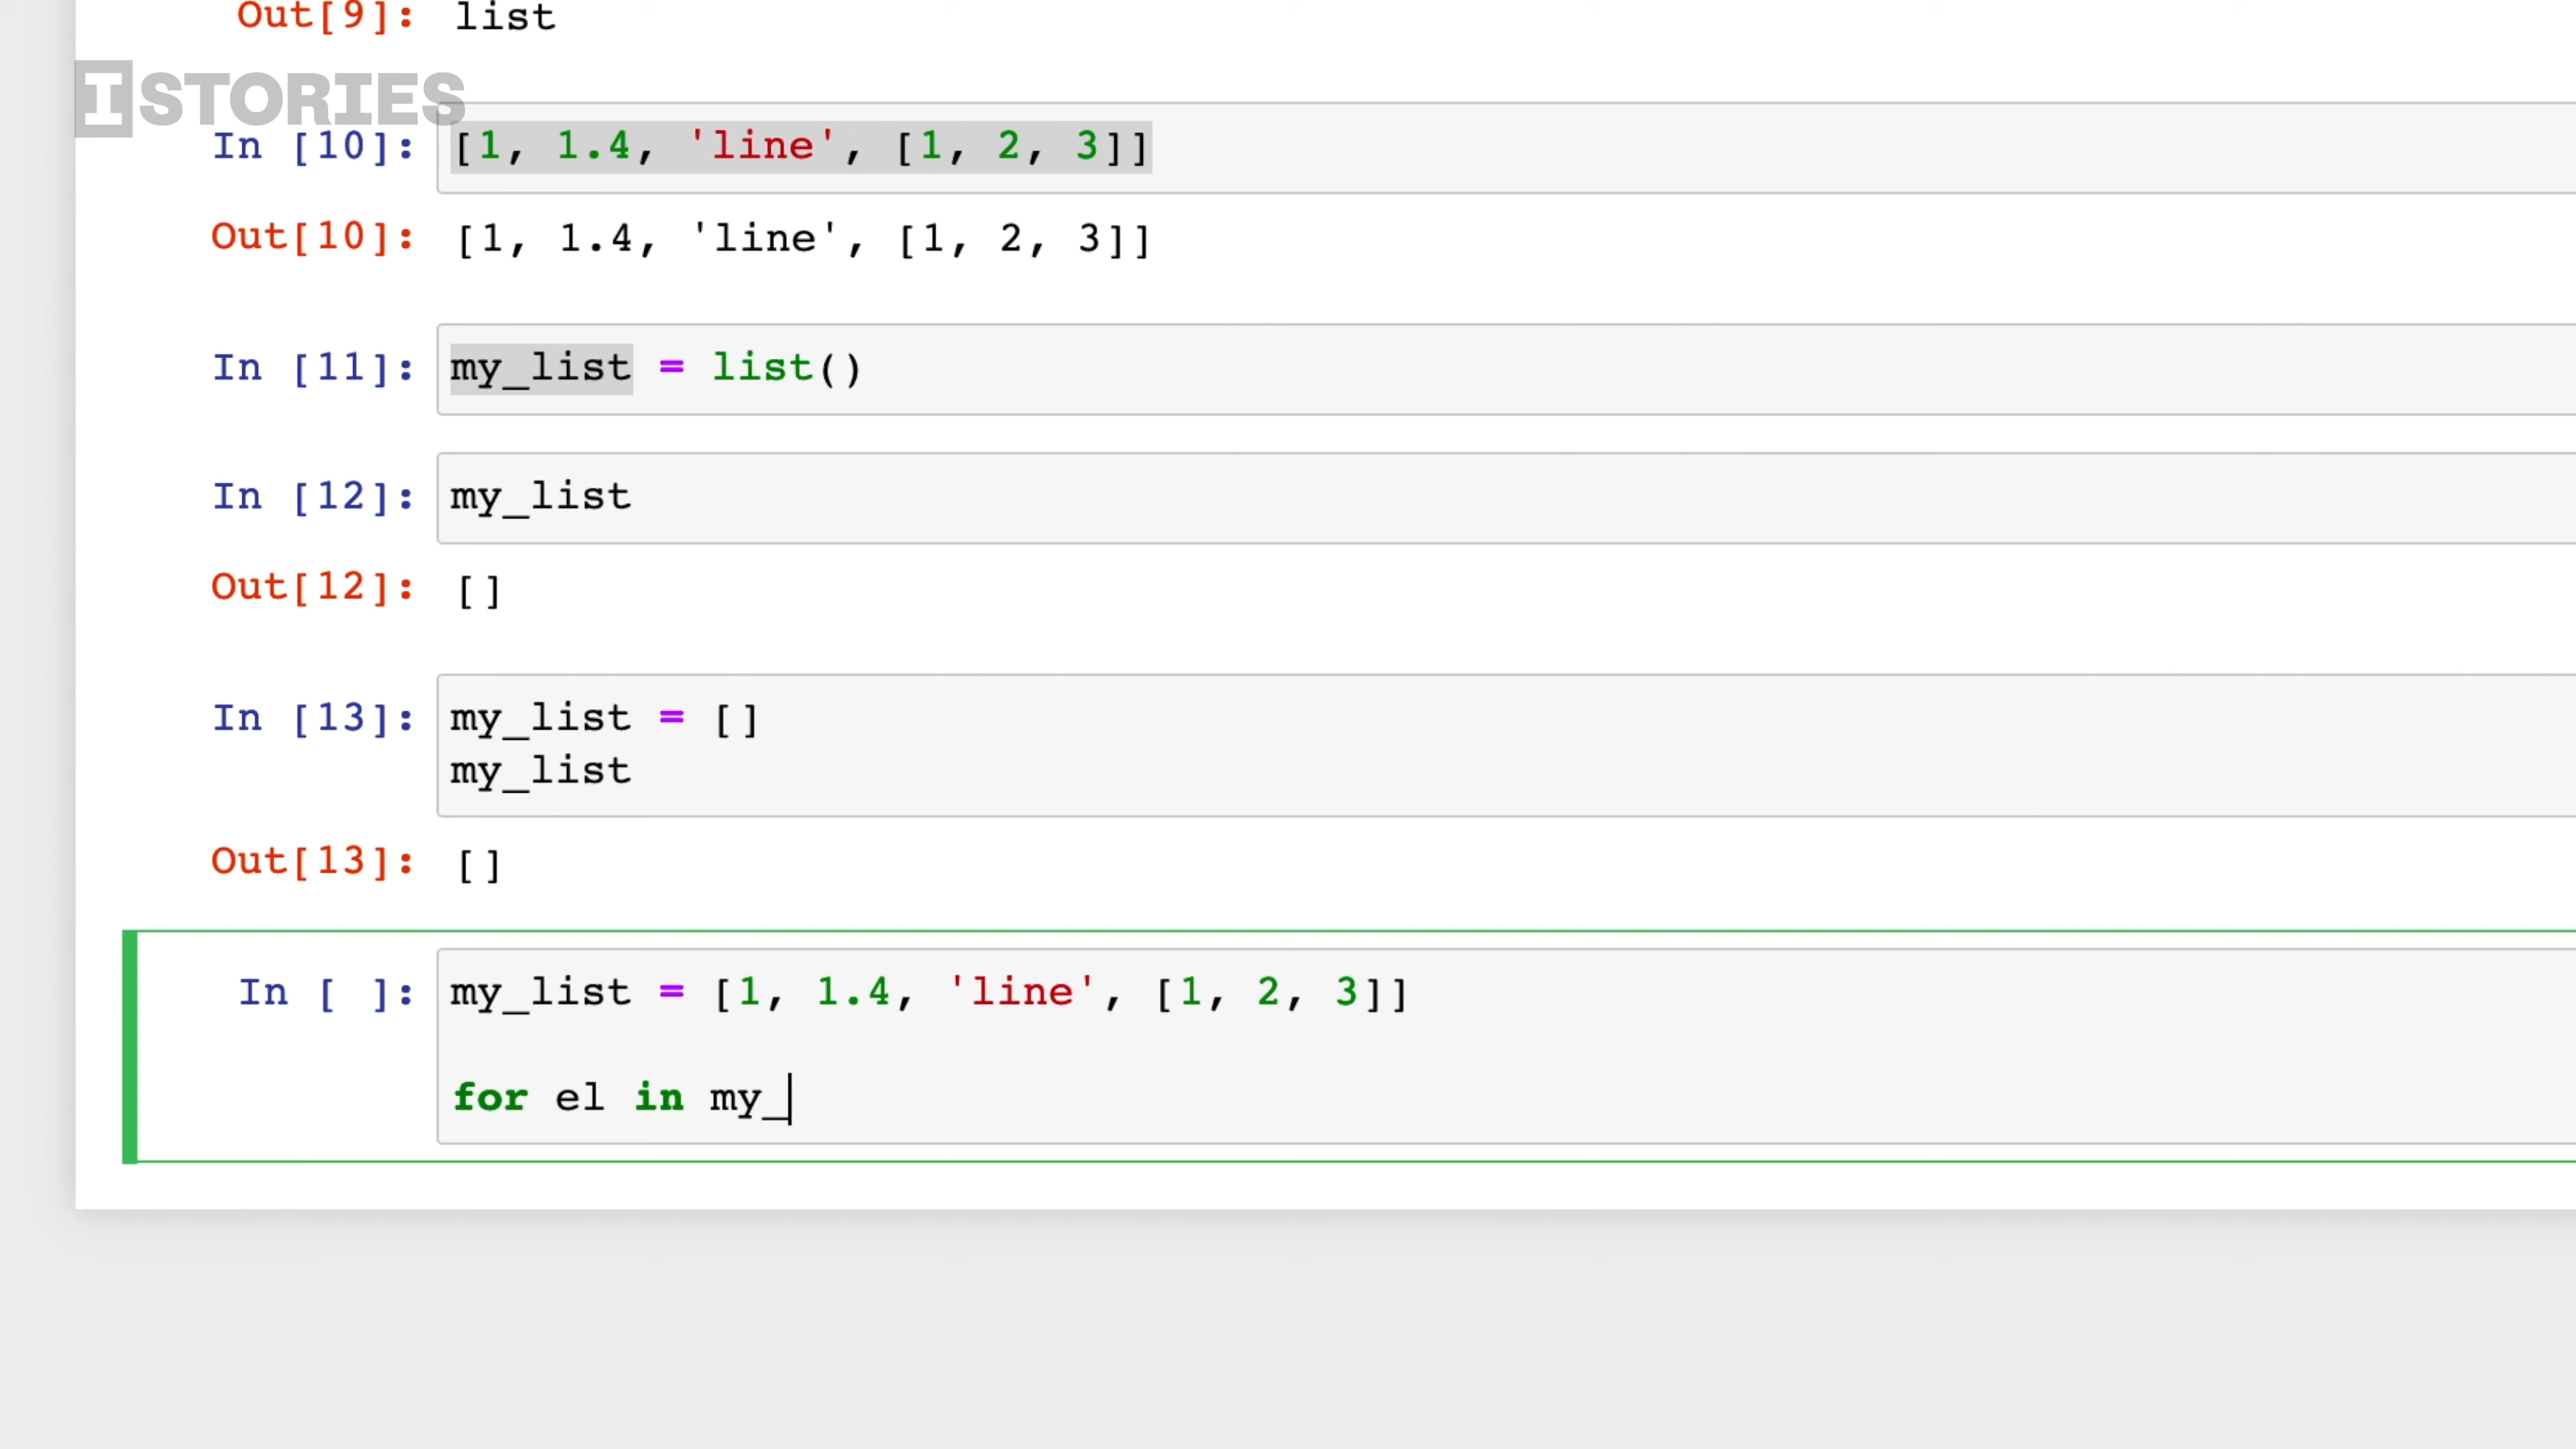 Out[9]: list
ISTORIES
In [10]: [1, 1.4, 'line', [1, 2, 3]]
Out[10]: [1, 1.4, 'line', [1, 2, 3]]
In [11]: my_list = list()
In [12]: my_list
Out[12]: []
In [13]: my_list = []
my_list
Out[13]: []
In [ ]: my_list = [1, 1.4, 'line', [1, 2, 3]]
for el in my_